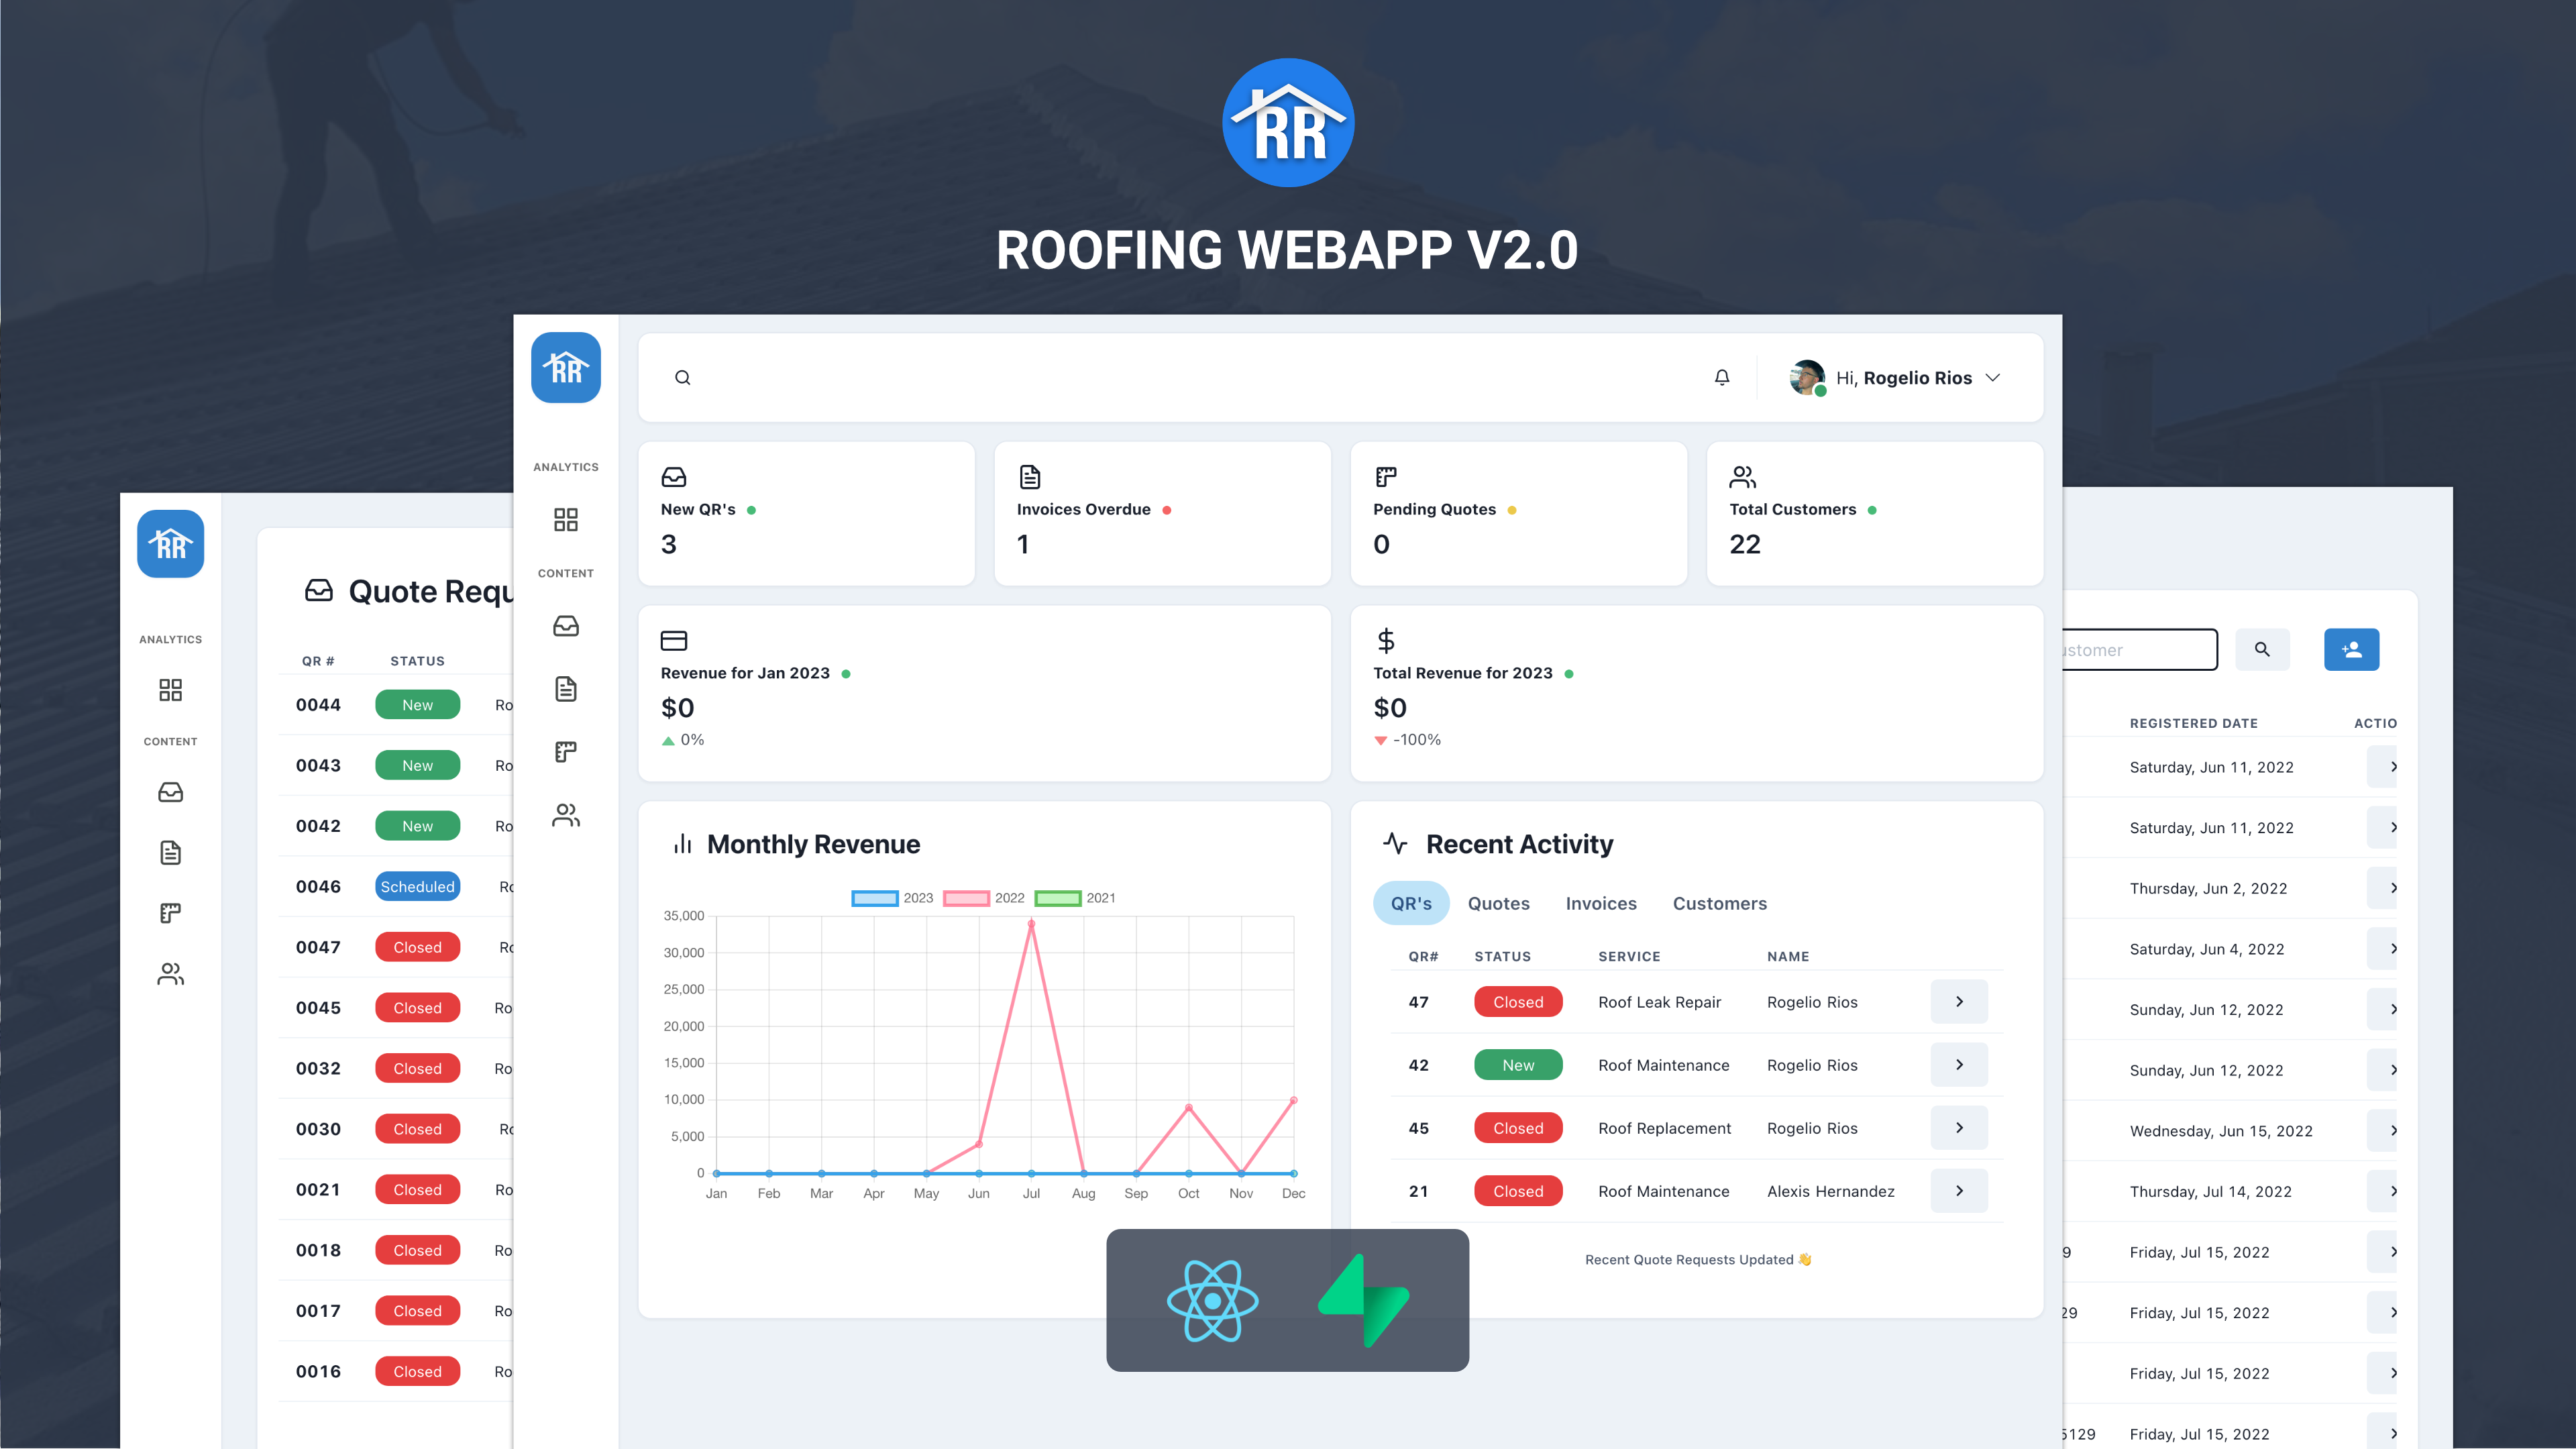 RR
ROOFING WEBAPP V2.0
RR
ANALYTICS
CONTENT
Hi, Rogelio Rios
New QR's
3
Invoices Overdue
1
Pending Quotes
0
Total Customers
22
Revenue for Jan 2023
$0
0%
Total Revenue for 2023
$0
-100%
Monthly Revenue
2023 2022 2021
35,000
30,000
25,000
20,000
15,000
10,000
5,000
0
Jan Feb Mar Apr May Jun Jul Aug Sep Oct Nov Dec
Recent Activity
QR's Quotes Invoices Customers
QR# STATUS SERVICE NAME
47 Closed Roof Leak Repair Rogelio Rios
42 New Roof Maintenance Rogelio Rios
45 Closed Roof Replacement Rogelio Rios
21 Closed Roof Maintenance Alexis Hernandez
Recent Quote Requests Updated 👋
RR
ANALYTICS
CONTENT
Quote Requ
QR # STATUS
0044 New Ro
0043 New Ro
0042 New Ro
0046 Scheduled Ro
0047 Closed Ro
0045 Closed Ro
0032 Closed Ro
0030 Closed Ro
0021 Closed Ro
0018 Closed Ro
0017 Closed Ro
0016 Closed Ro
ustomer
REGISTERED DATE ACTIO
Saturday, Jun 11, 2022
Saturday, Jun 11, 2022
Thursday, Jun 2, 2022
Saturday, Jun 4, 2022
Sunday, Jun 12, 2022
Sunday, Jun 12, 2022
Wednesday, Jun 15, 2022
Thursday, Jul 14, 2022
9 Friday, Jul 15, 2022
29 Friday, Jul 15, 2022
Friday, Jul 15, 2022
5129 Friday, Jul 15, 2022